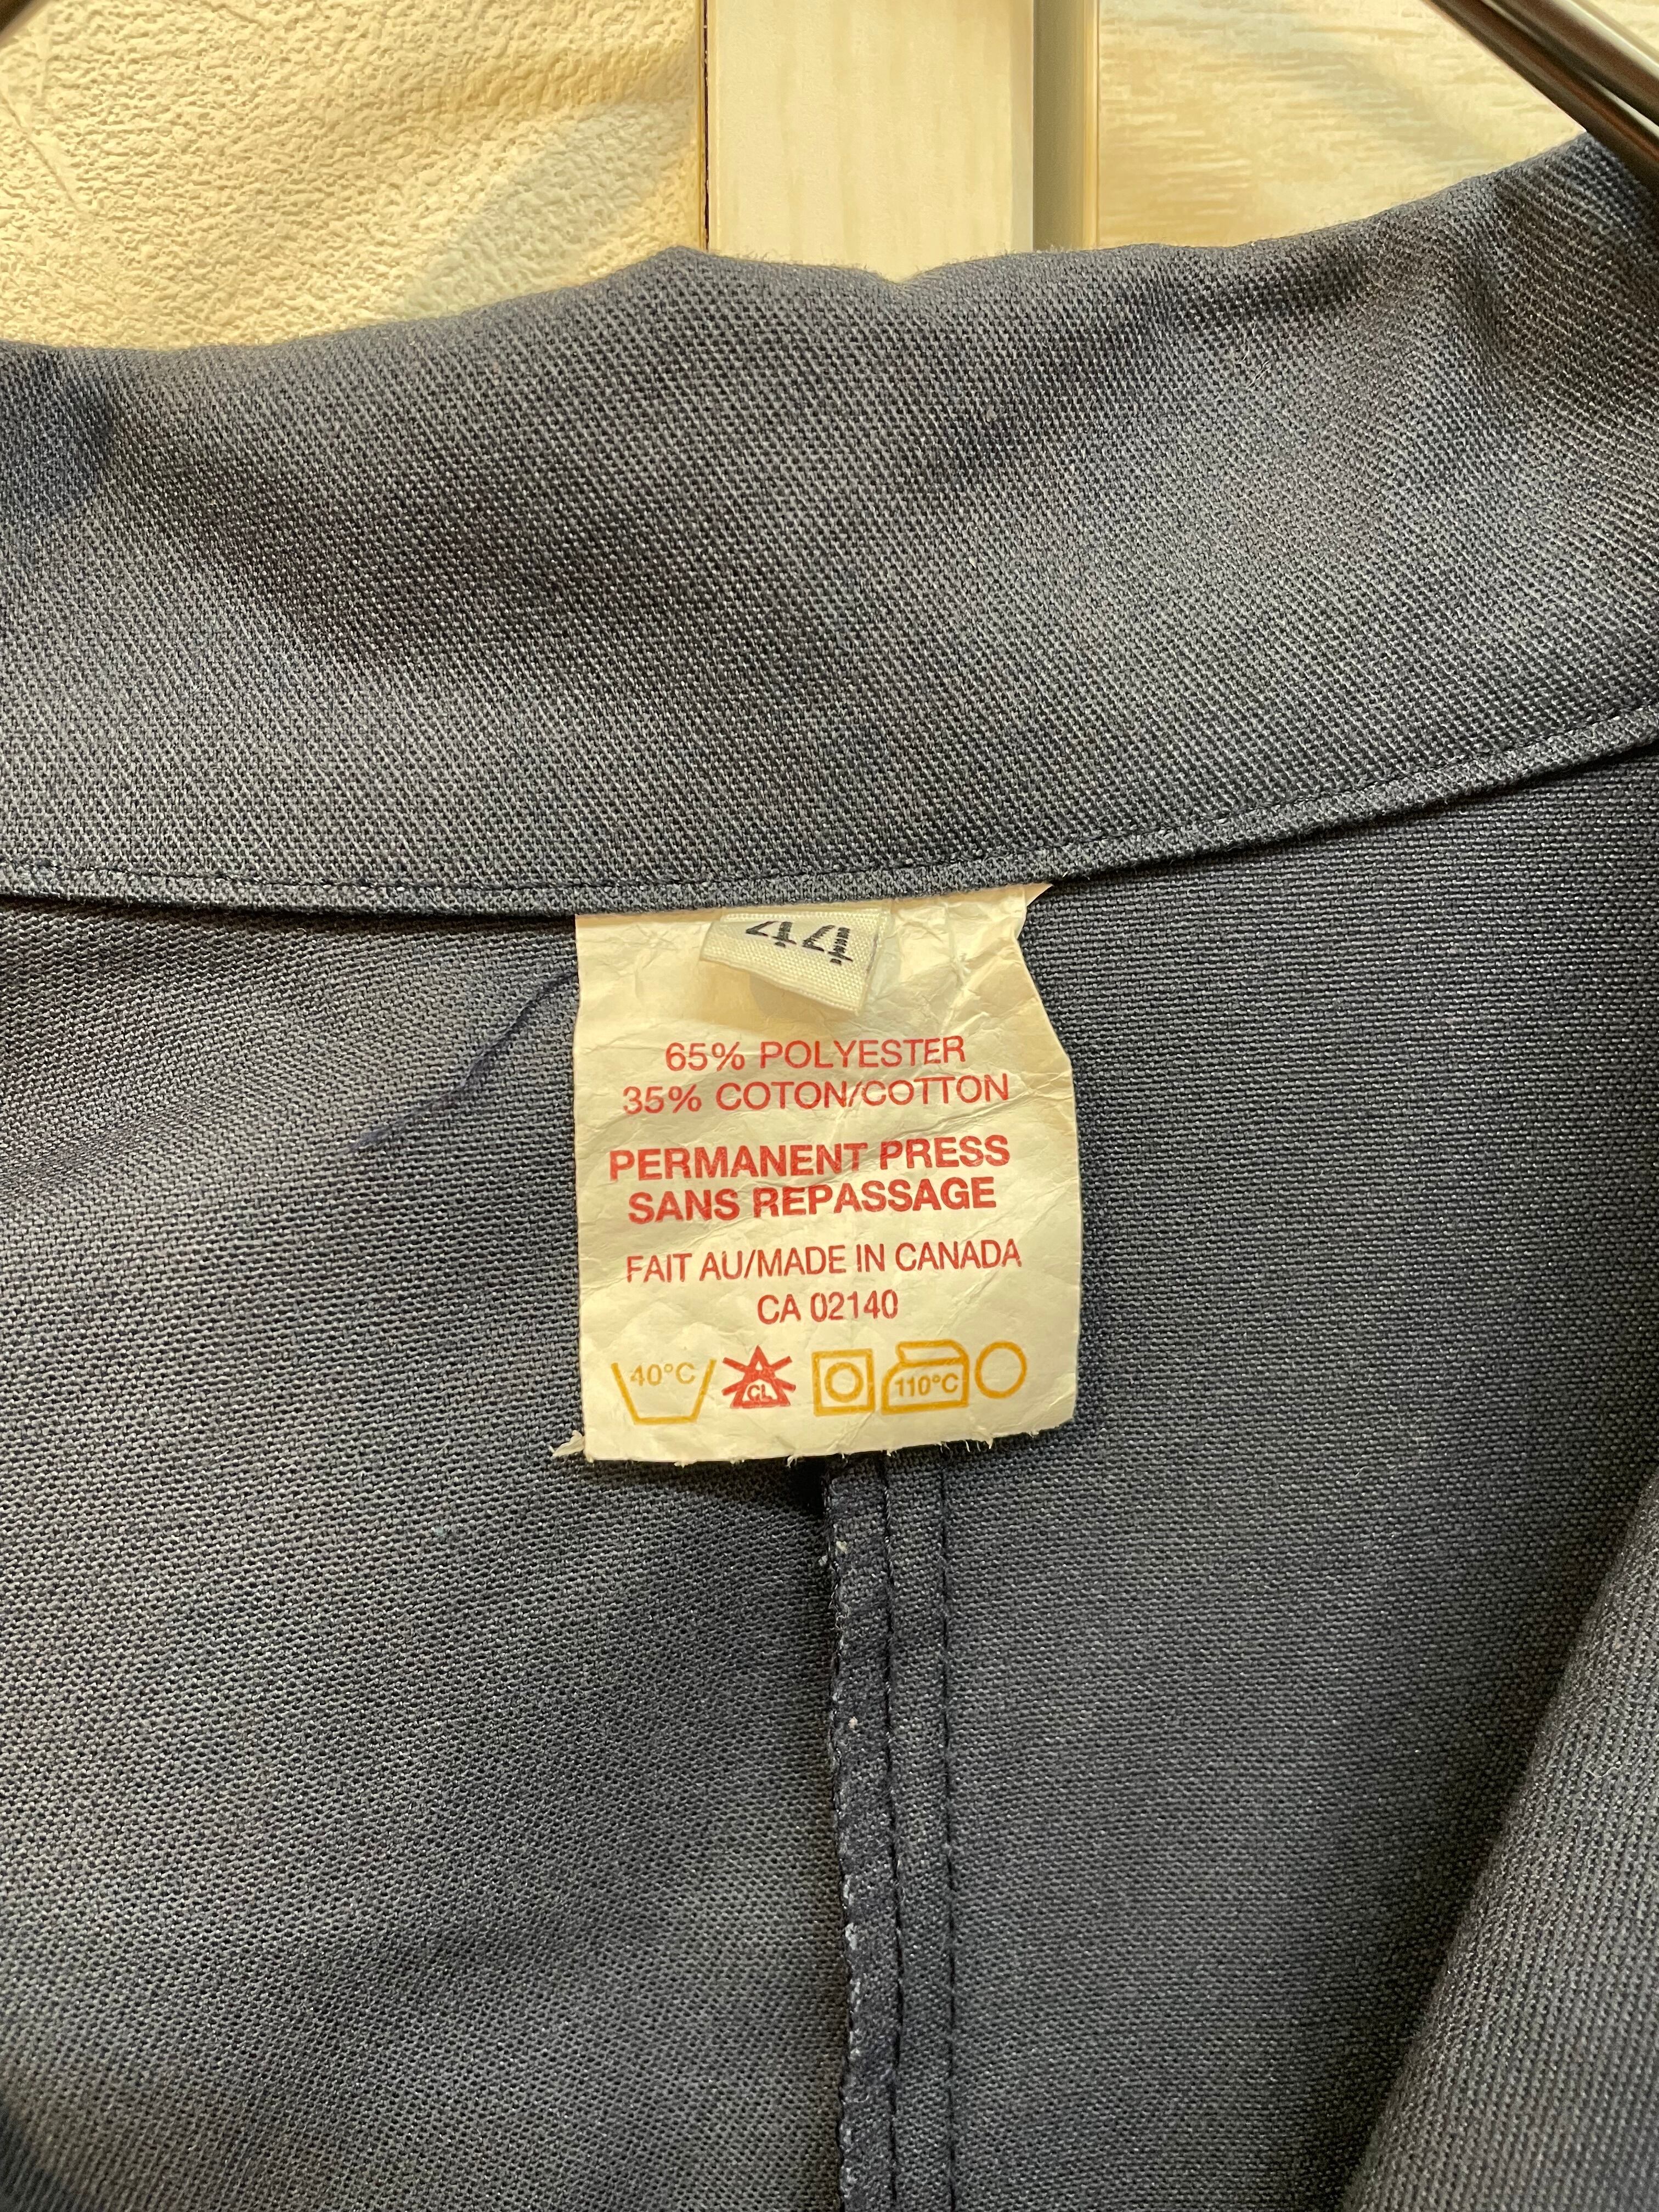 44
65% POLYESTER
35% COTON/COTTON
PERMANENT PRESS
SANS REPASSAGE
FAIT AU/MADE IN CANADA
CA 02140
40°C CL 110°C